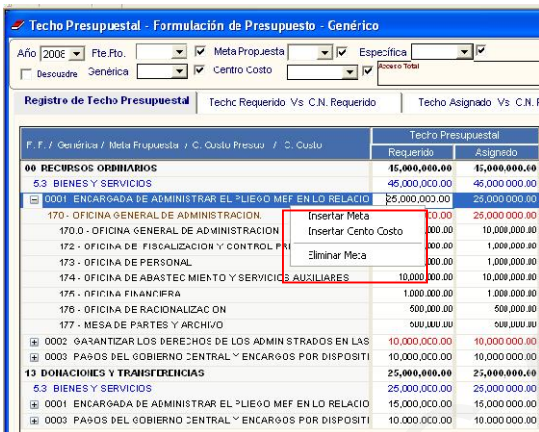 Techo Presupuestal - Formulación de Presupuesto - Genérico
Año 2008 Fte.Fto. Meta Propuesta Específica
Descuadre Genérica Centro Costo Acceso Total
Registro de Techo Presupuestal Techo Requerido Vs C.N. Requerido Techo Asignado Vs C.N. R
F. F. / Genérica / Meta Propuesta / C. Costo Presup / C. Costo Techo Presupuestal
Requerido Asignado
00 RECURSOS ORDINARIOS 45,000,000.00 45,000,000.00
5.3 BIENES Y SERVICIOS 45,000,000.00 45,000,000.00
0001 ENCARGADA DE ADMINISTRAR EL PLIEGO MEF EN LO RELACIO 25,000,000.00 25,000,000.00
170 - OFICINA GENERAL DE ADMINISTRACION. 00.00 25,000,000.00
170.0 - OFICINA GENERAL DE ADMINISTRACION 000.00 10,000,000.00
172 - OFICINA DE FISCALIZACION Y CONTROL PRE 000.00 1,000,000.00
173 - OFICINA DE PERSONAL 000.00 1,000,000.00
174 - OFICINA DE ABASTECIMIENTO Y SERVICIOS AUXILIARES 10,000,000.00 10,000,000.00
175 - OFICINA FINANCIERA 1,000,000.00 1,000,000.00
176 - OFICINA DE RACIONALIZACION 500,000.00 500,000.00
177 - MESA DE PARTES Y ARCHIVO 500,000.00 500,000.00
0002 GARANTIZAR LOS DERECHOS DE LOS ADMINISTRADOS EN LAS 10,000,000.00 10,000,000.00
0003 PAGOS DEL GOBIERNO CENTRAL Y ENCARGOS POR DISPOSITI 10,000,000.00 10,000,000.00
13 DONACIONES Y TRANSFERENCIAS 25,000,000.00 25,000,000.00
5.3 BIENES Y SERVICIOS 25,000,000.00 25,000,000.00
0001 ENCARGADA DE ADMINISTRAR EL PLIEGO MEF EN LO RELACIO 15,000,000.00 15,000,000.00
0003 PAGOS DEL GOBIERNO CENTRAL Y ENCARGOS POR DISPOSITI 10,000,000.00 10,000,000.00
Insertar Meta
Insertar Cento Costo
Eliminar Meta